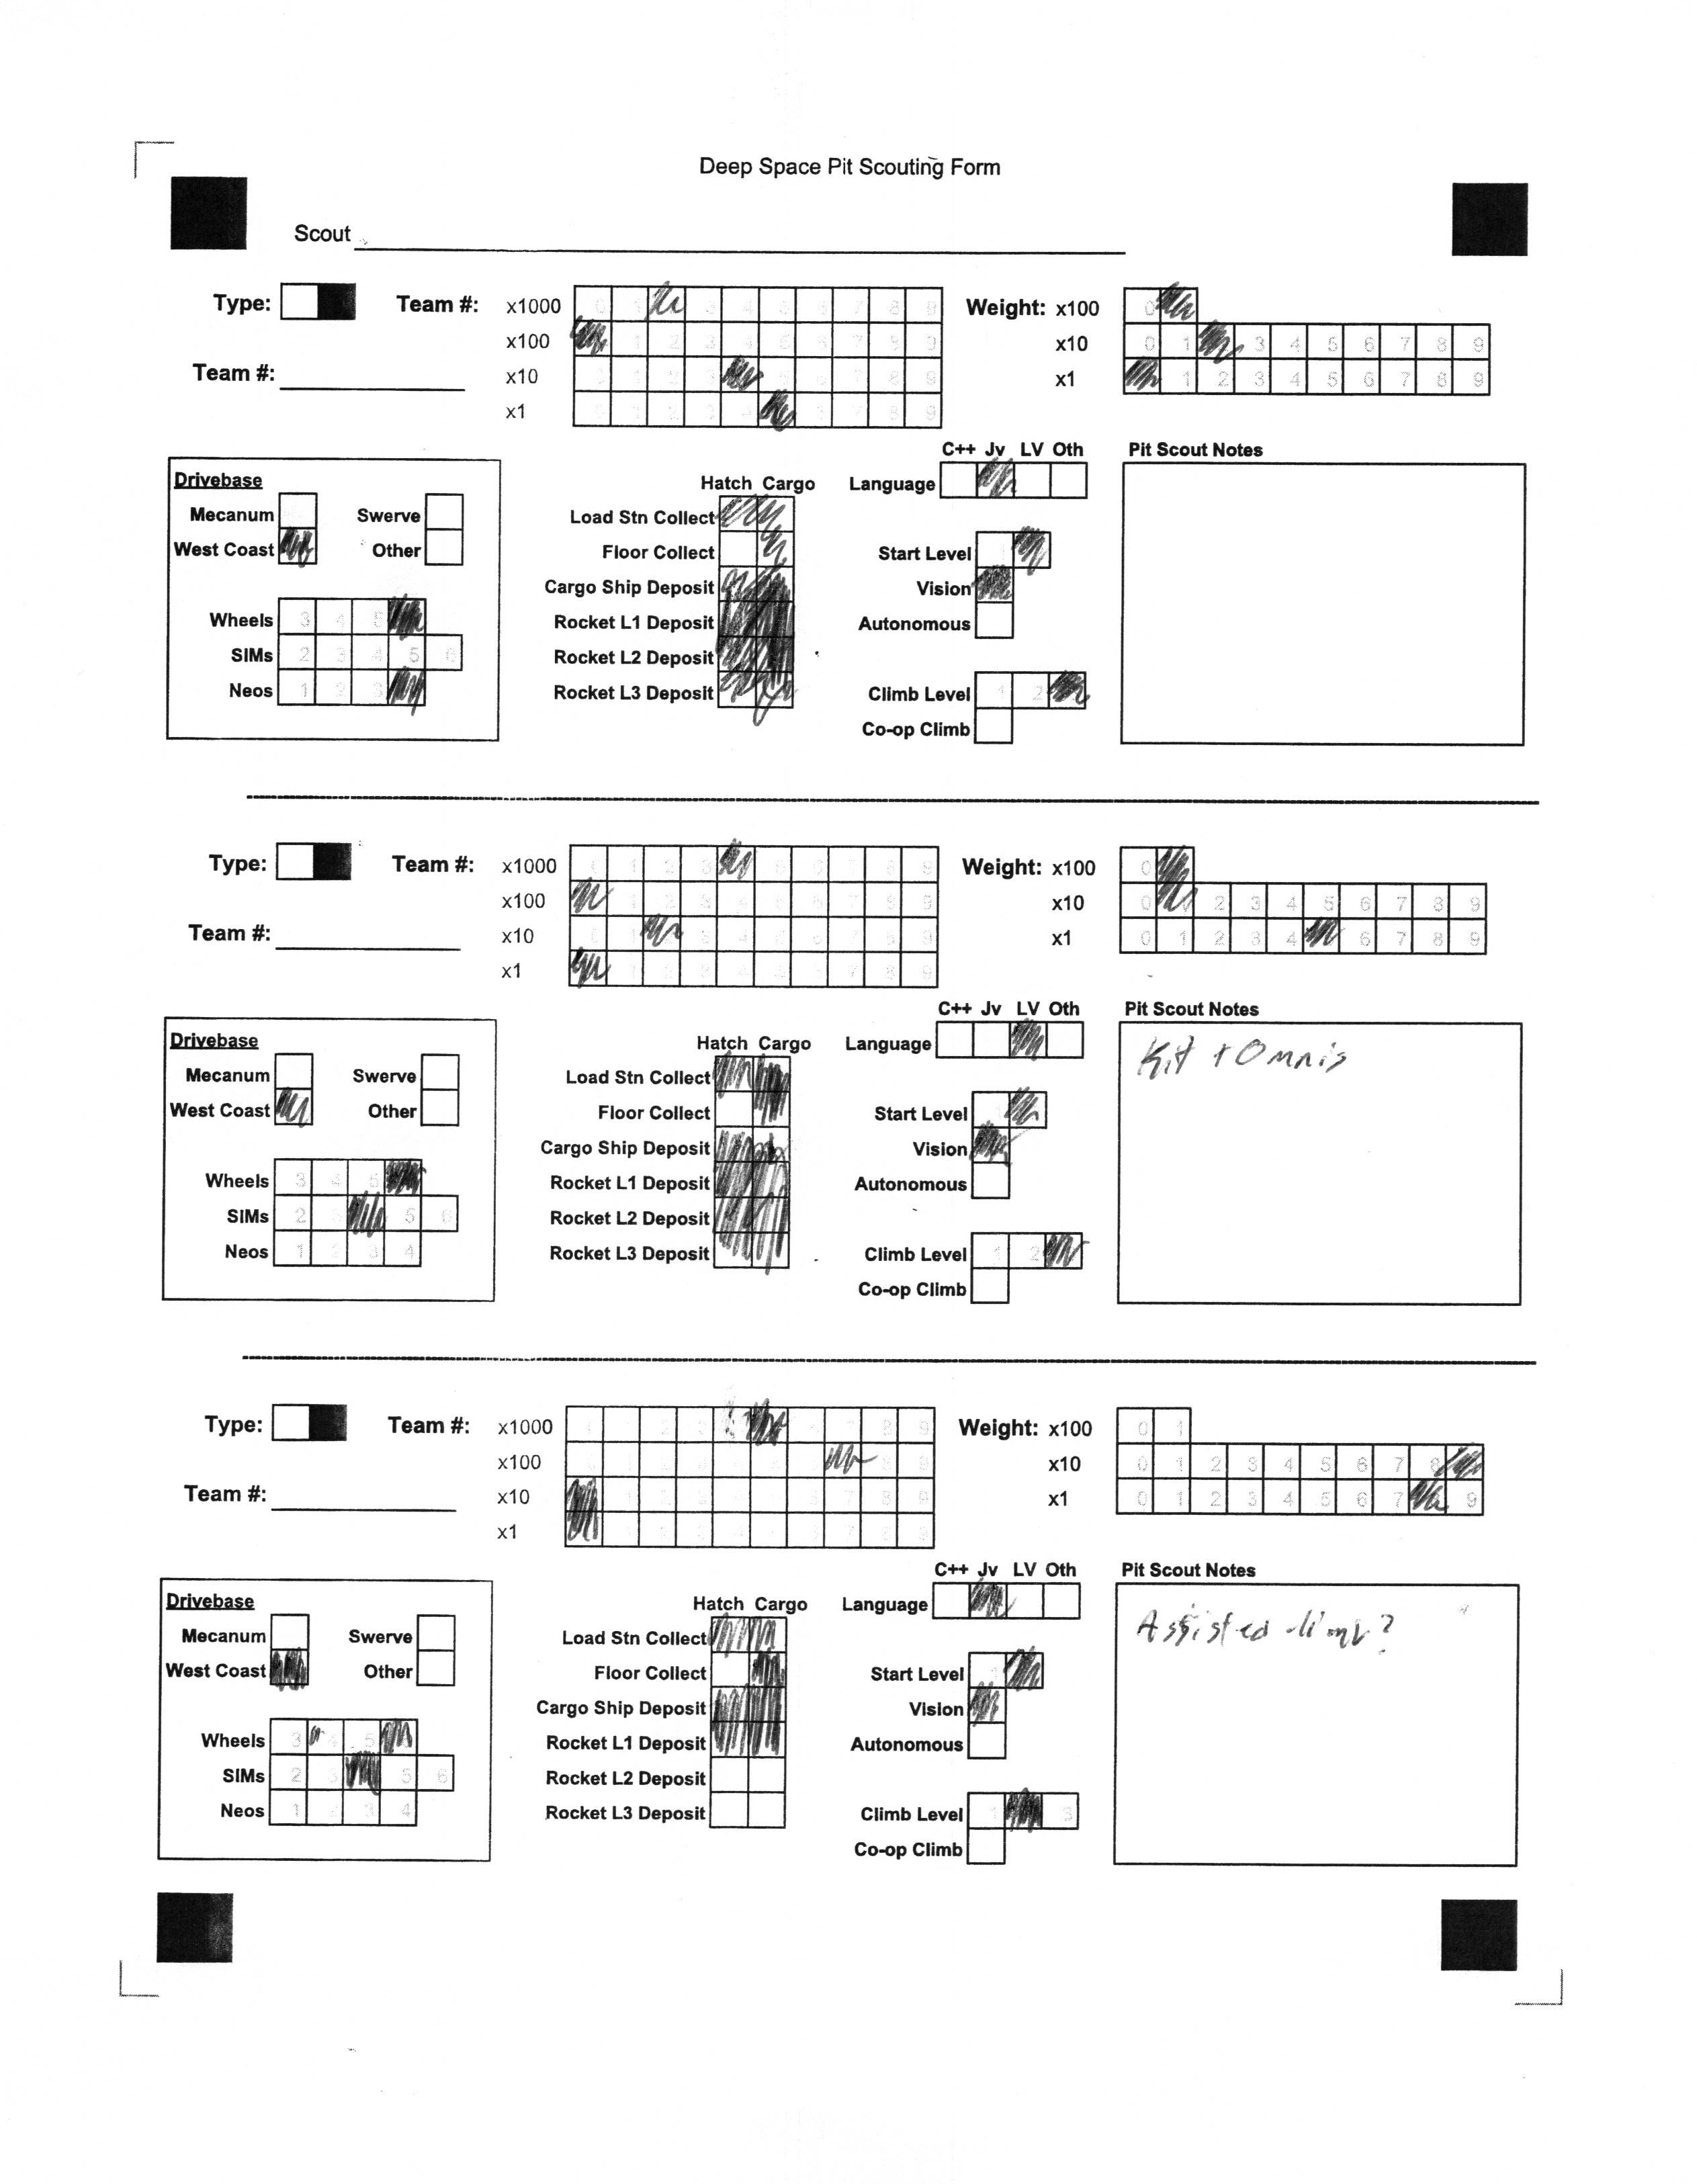 Deep Space Pit Scouting Form
Scout
Type: Team #: x1000 0 1 3 4 5 6 7 8 9 Weight: x100 0
x100 1 2 3 4 5 6 7 8 9 x10 0 1 3 4 5 6 7 8 9
Team #: x10 0 1 2 3 5 6 7 8 9 x1 1 2 3 4 5 6 7 8 9
x1 0 1 2 3 4 6 7 8 9
C++ Jv LV Oth Pit Scout Notes
Drivebase Hatch Cargo Language
Mecanum Swerve Load Stn Collect
West Coast Other Floor Collect Start Level
Cargo Ship Deposit Vision
Wheels 3 4 5 Rocket L1 Deposit Autonomous
SIMs 2 3 4 5 6 Rocket L2 Deposit
Neos 1 2 3 Rocket L3 Deposit Climb Level 1 2
Co-op Climb
Type: Team #: x1000 0 1 2 3 5 6 7 8 9 Weight: x100 0
x100 1 2 3 4 5 6 7 8 9 x10 0 2 3 4 5 6 7 8 9
Team #: x10 0 1 3 4 5 6 7 8 9 x1 0 1 2 3 4 6 7 8 9
x1 1 2 3 4 5 6 7 8 9
C++ Jv LV Oth Pit Scout Notes
Drivebase Hatch Cargo Language Kit + Omnis
Mecanum Swerve Load Stn Collect
West Coast Other Floor Collect Start Level
Cargo Ship Deposit Vision
Wheels 3 4 5 Rocket L1 Deposit Autonomous
SIMs 2 3 5 6 Rocket L2 Deposit
Neos 1 2 3 4 Rocket L3 Deposit Climb Level 1 2
Co-op Climb
Type: Team #: x1000 0 1 2 3 6 7 8 9 Weight: x100 0 1
x100 0 1 2 3 4 5 6 8 9 x10 0 1 2 3 4 5 6 7 8
Team #: x10 1 2 3 4 5 6 7 8 9 x1 0 1 2 3 4 5 6 7 9
x1 1 2 3 4 5 6 7 8 9
C++ Jv LV Oth Pit Scout Notes
Drivebase Hatch Cargo Language Assisted climb?
Mecanum Swerve Load Stn Collect
West Coast Other Floor Collect Start Level
Cargo Ship Deposit Vision
Wheels 3 4 5 Rocket L1 Deposit Autonomous
SIMs 2 3 5 6 Rocket L2 Deposit
Neos 1 2 3 4 Rocket L3 Deposit Climb Level 1 3
Co-op Climb